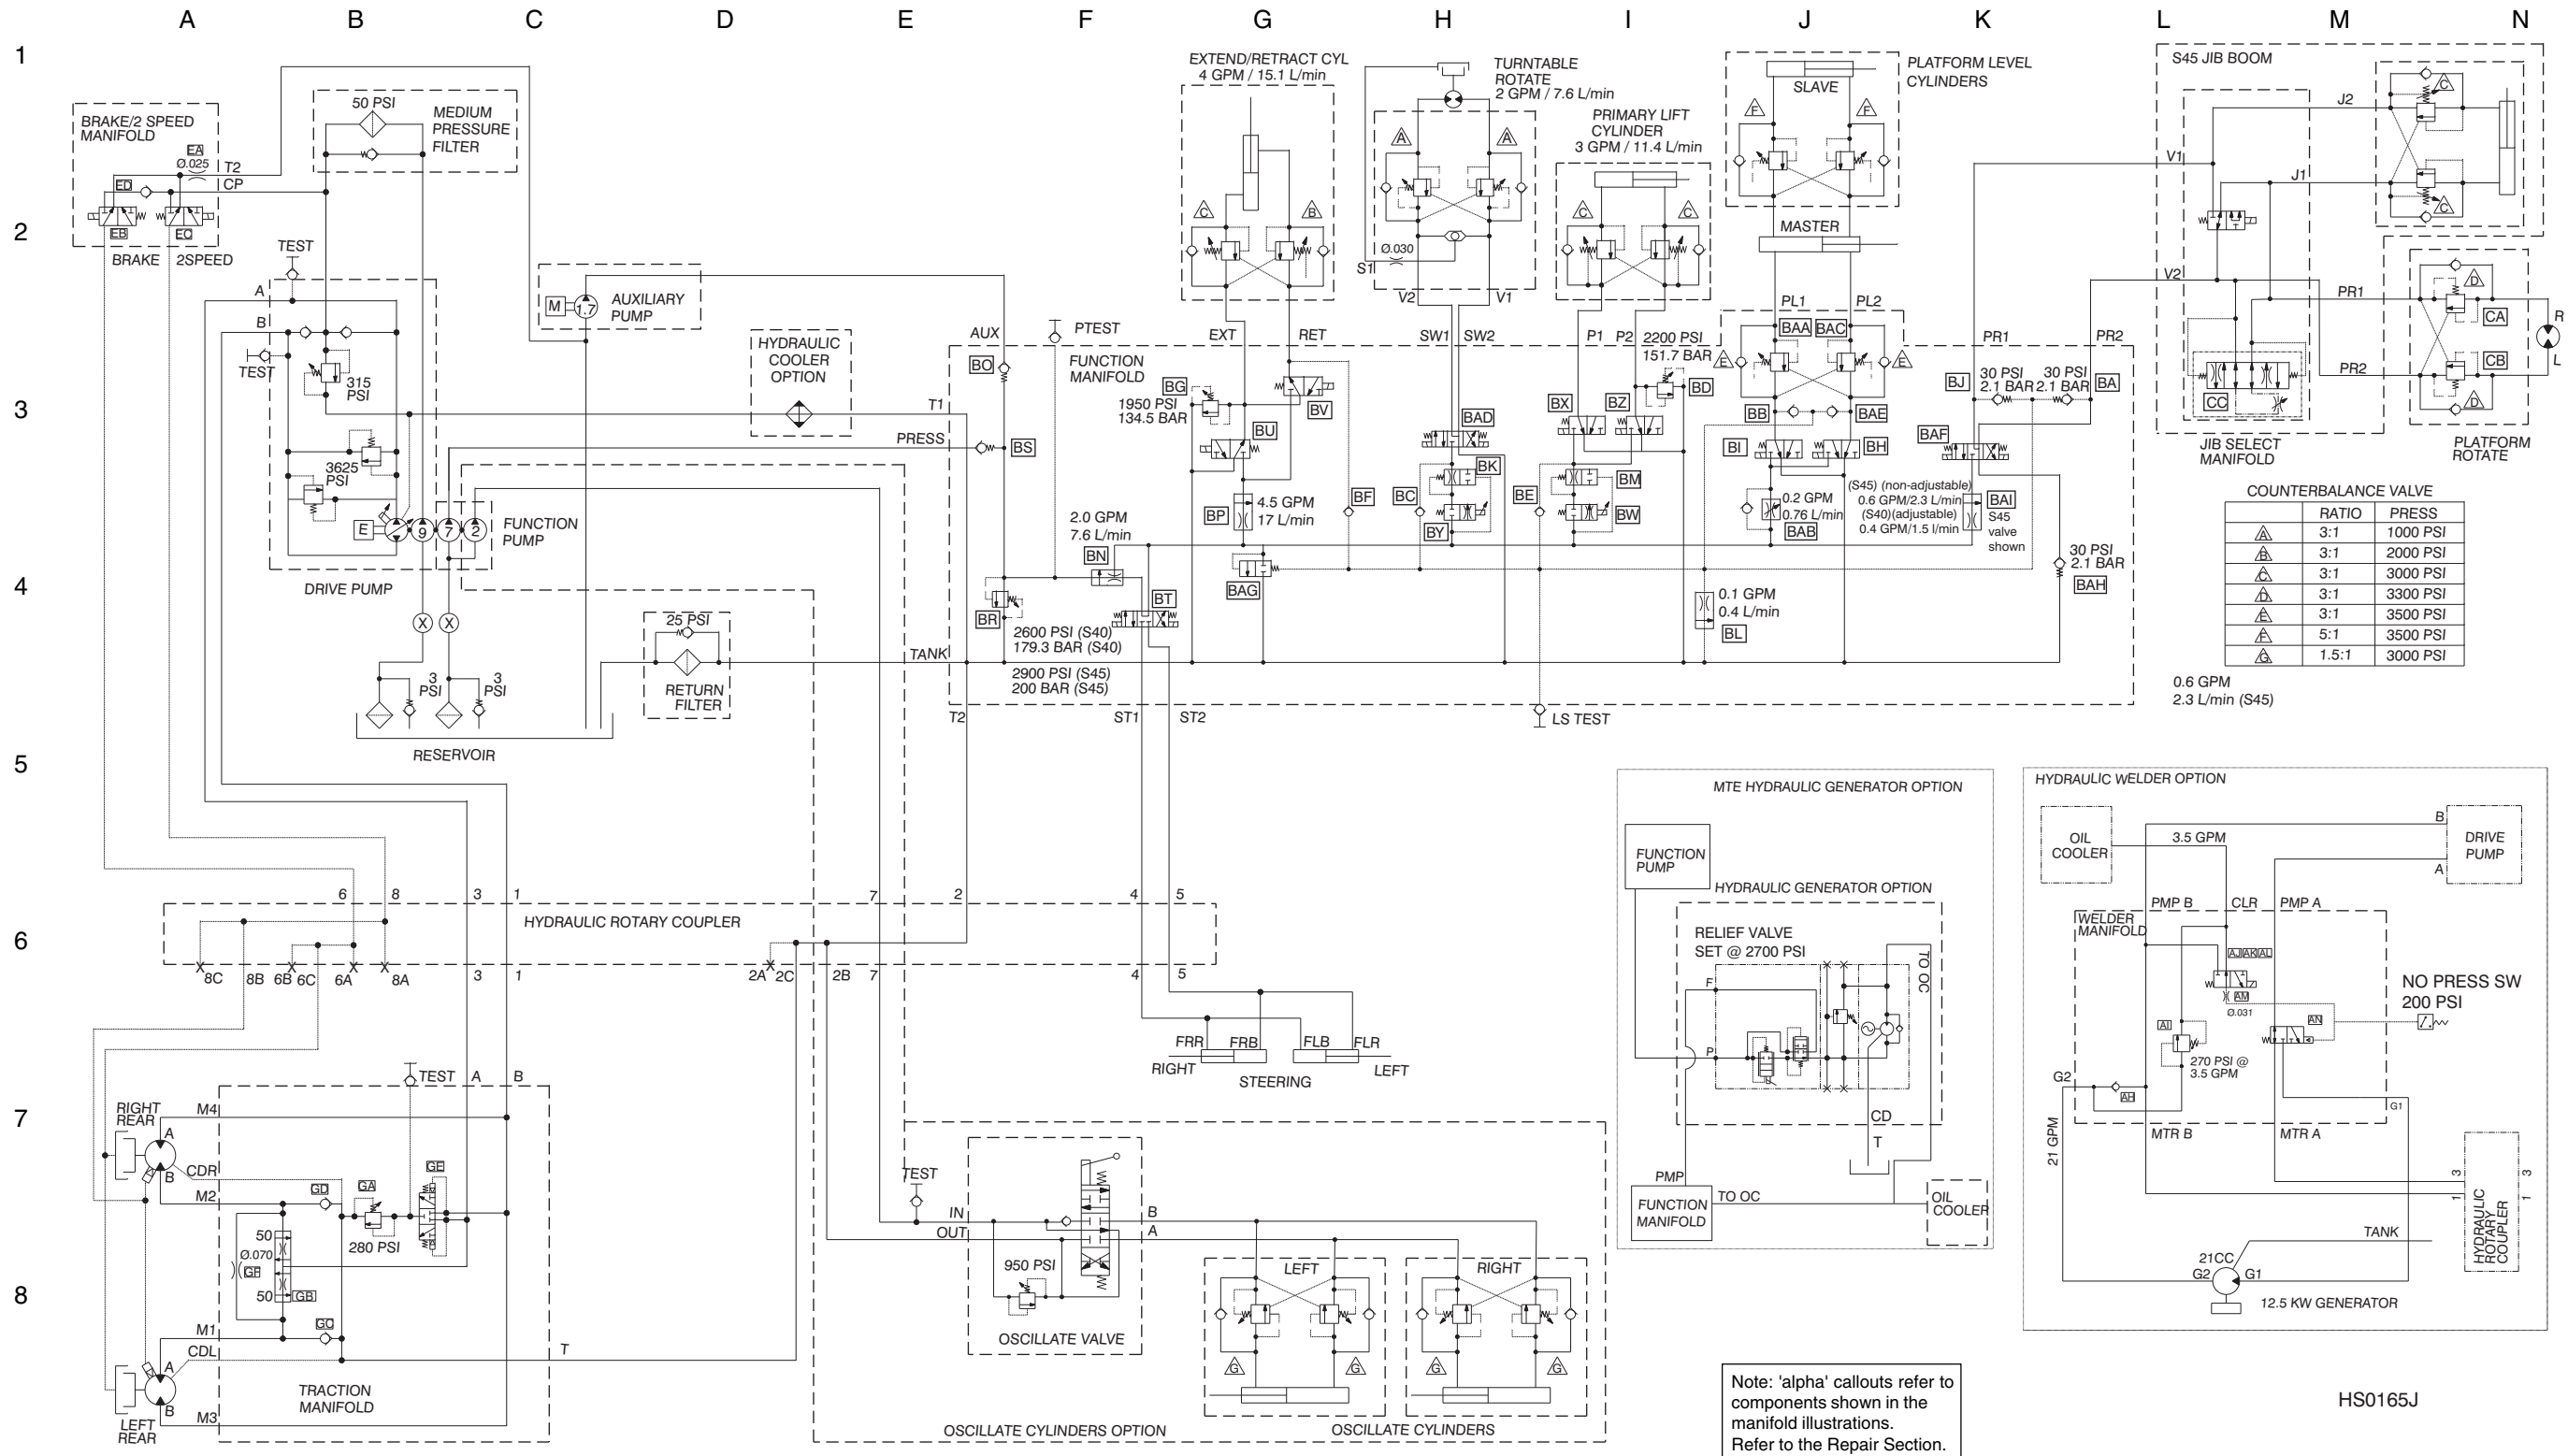 A B C D E F G H I J K L M N
1
2
3
4
5
6
7
8
BRAKE/2 SPEED
MANIFOLD
EA
Ø.025
T2
CP
ED
EB
EC
BRAKE 2SPEED
50 PSI
MEDIUM
PRESSURE
FILTER
TEST
A
B
TEST
315
PSI
3625
PSI
E
9
7
2
FUNCTION
PUMP
DRIVE PUMP
X
X
3
PSI
3
PSI
RESERVOIR
M
1.7
AUXILIARY
PUMP
HYDRAULIC
COOLER
OPTION
25 PSI
RETURN
FILTER
T1
PRESS
TANK
T2
AUX
BO
BS
PTEST
FUNCTION
MANIFOLD
2.0 GPM
7.6 L/min
BN
BR
2600 PSI (S40)
179.3 BAR (S40)
2900 PSI (S45)
200 BAR (S45)
BT
ST1
ST2
EXTEND/RETRACT CYL
4 GPM / 15.1 L/min
C
B
EXT
RET
BG
1950 PSI
134.5 BAR
BV
BU
BP
4.5 GPM
17 L/min
BF
BAG
TURNTABLE
ROTATE
2 GPM / 7.6 L/min
A
A
Ø.030
S1
V2
V1
SW1
SW2
BAD
BK
BC
BY
PRIMARY LIFT
CYLINDER
3 GPM / 11.4 L/min
C
C
P1
P2
2200 PSI
151.7 BAR
BD
BX
BZ
BE
BM
BW
LS TEST
PLATFORM LEVEL
CYLINDERS
SLAVE
F
F
MASTER
PL1
PL2
BAA
BAC
E
E
BB
BAE
BI
BH
0.2 GPM
0.76 L/min
BAB
0.1 GPM
0.4 L/min
BL
(S45) (non-adjustable)
0.6 GPM/2.3 L/min
(S40)(adjustable)
0.4 GPM/1.5 l/min
PR1
PR2
BJ
30 PSI
2.1 BAR
30 PSI
2.1 BAR
BA
BAF
BAI
S45
valve
shown
30 PSI
2.1 BAR
BAH
S45 JIB BOOM
V1
V2
J2
J1
C
C
PR1
PR2
CC
JIB SELECT
MANIFOLD
D
CA
CB
D
R
L
PLATFORM
ROTATE
COUNTERBALANCE VALVE
RATIO PRESS
A 3:1 1000 PSI
B 3:1 2000 PSI
C 3:1 3000 PSI
D 3:1 3300 PSI
E 3:1 3500 PSI
F 5:1 3500 PSI
G 1.5:1 3000 PSI
0.6 GPM
2.3 L/min (S45)
6 8 3 1 7 2 4 5
HYDRAULIC ROTARY COUPLER
8C 8B 6B 6C 6A 8A 3 1 2A 2C 2B 7 4 5
FRR FRB FLB FLR
RIGHT
LEFT
STEERING
TEST
A
B
RIGHT
REAR
M4
A
B
CDR
M2
GD
GA
GE
280 PSI
50
Ø.070
GF
50
GB
GC
M1
CDL
A
B
M3
LEFT
REAR
TRACTION
MANIFOLD
T
TEST
IN
OUT
B
A
950 PSI
OSCILLATE VALVE
LEFT
G
G
RIGHT
G
G
OSCILLATE CYLINDERS OPTION
OSCILLATE CYLINDERS
MTE HYDRAULIC GENERATOR OPTION
FUNCTION
PUMP
HYDRAULIC GENERATOR OPTION
RELIEF VALVE
SET @ 2700 PSI
F
P
TO OC
CD
T
PMP
FUNCTION
MANIFOLD
TO OC
OIL
COOLER
HYDRAULIC WELDER OPTION
OIL
COOLER
3.5 GPM
B
A
DRIVE
PUMP
PMP B
CLR
PMP A
WELDER
MANIFOLD
AJ AK AL
AM
Ø.031
AN
NO PRESS SW
200 PSI
AI
270 PSI @
3.5 GPM
G2
AH
G1
21 GPM
MTR B
MTR A
3
1
3
1
HYDRAULIC
ROTARY
COUPLER
TANK
21CC
G2
G1
12.5 KW GENERATOR
Note: 'alpha' callouts refer to
components shown in the
manifold illustrations.
Refer to the Repair Section.
HS0165J